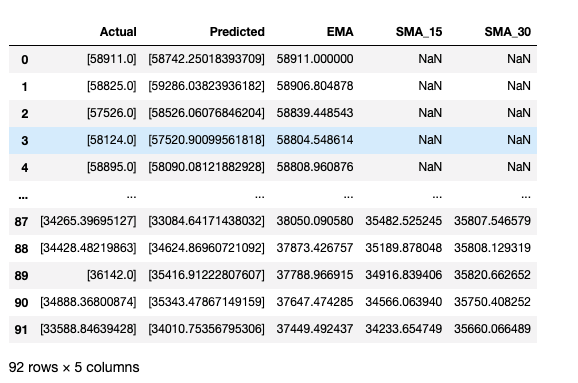 Actual Predicted EMA SMA_15 SMA_30
0 [58911.0] [58742.25018393709] 58911.000000 NaN NaN
1 [58825.0] [59286.03823936182] 58906.804878 NaN NaN
2 [57526.0] [58526.06076846204] 58839.448543 NaN NaN
3 [58124.0] [57520.90099561818] 58804.548614 NaN NaN
4 [58895.0] [58090.08121882928] 58808.960876 NaN NaN
... ... ... ... ... ...
87 [34265.39695127] [33084.64171438032] 38050.090580 35482.525245 35807.546579
88 [34428.48219863] [34624.86960721092] 37873.426757 35189.878048 35808.129319
89 [36142.0] [35416.91222807607] 37788.966915 34916.839406 35820.662652
90 [34888.36800874] [35343.47867149159] 37647.474285 34566.063940 35750.408252
91 [33588.84639428] [34010.75356795306] 37449.492437 34233.654749 35660.066489
92 rows × 5 columns